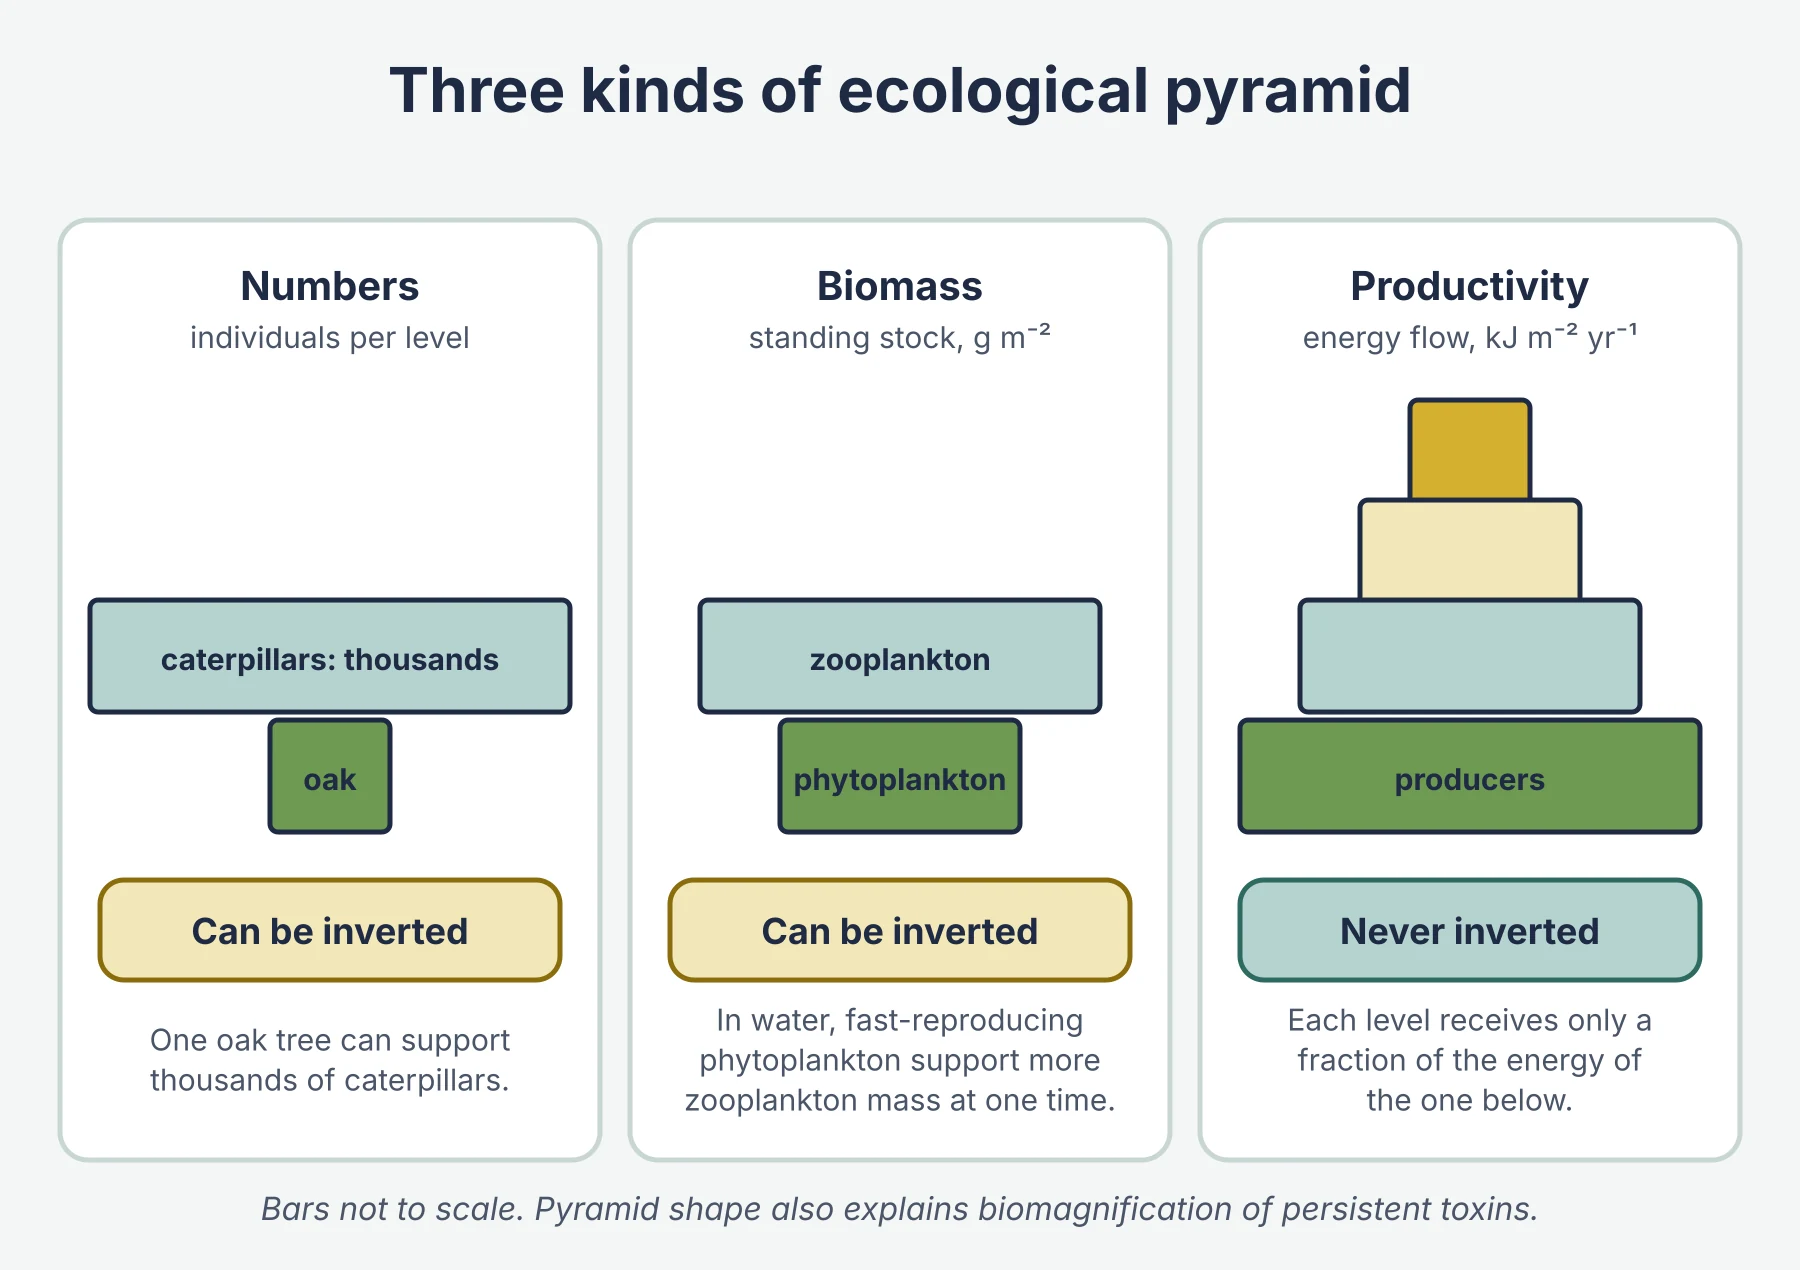 Three kinds of ecological pyramid
Numbers
individuals per level
caterpillars: thousands
oak
Can be inverted
One oak tree can support
thousands of caterpillars.
Biomass
standing stock, g m⁻²
zooplankton
phytoplankton
Can be inverted
In water, fast-reproducing
phytoplankton support more
zooplankton mass at one time.
Productivity
energy flow, kJ m⁻² yr⁻¹
producers
Never inverted
Each level receives only a
fraction of the energy of
the one below.
Bars not to scale. Pyramid shape also explains biomagnification of persistent toxins.